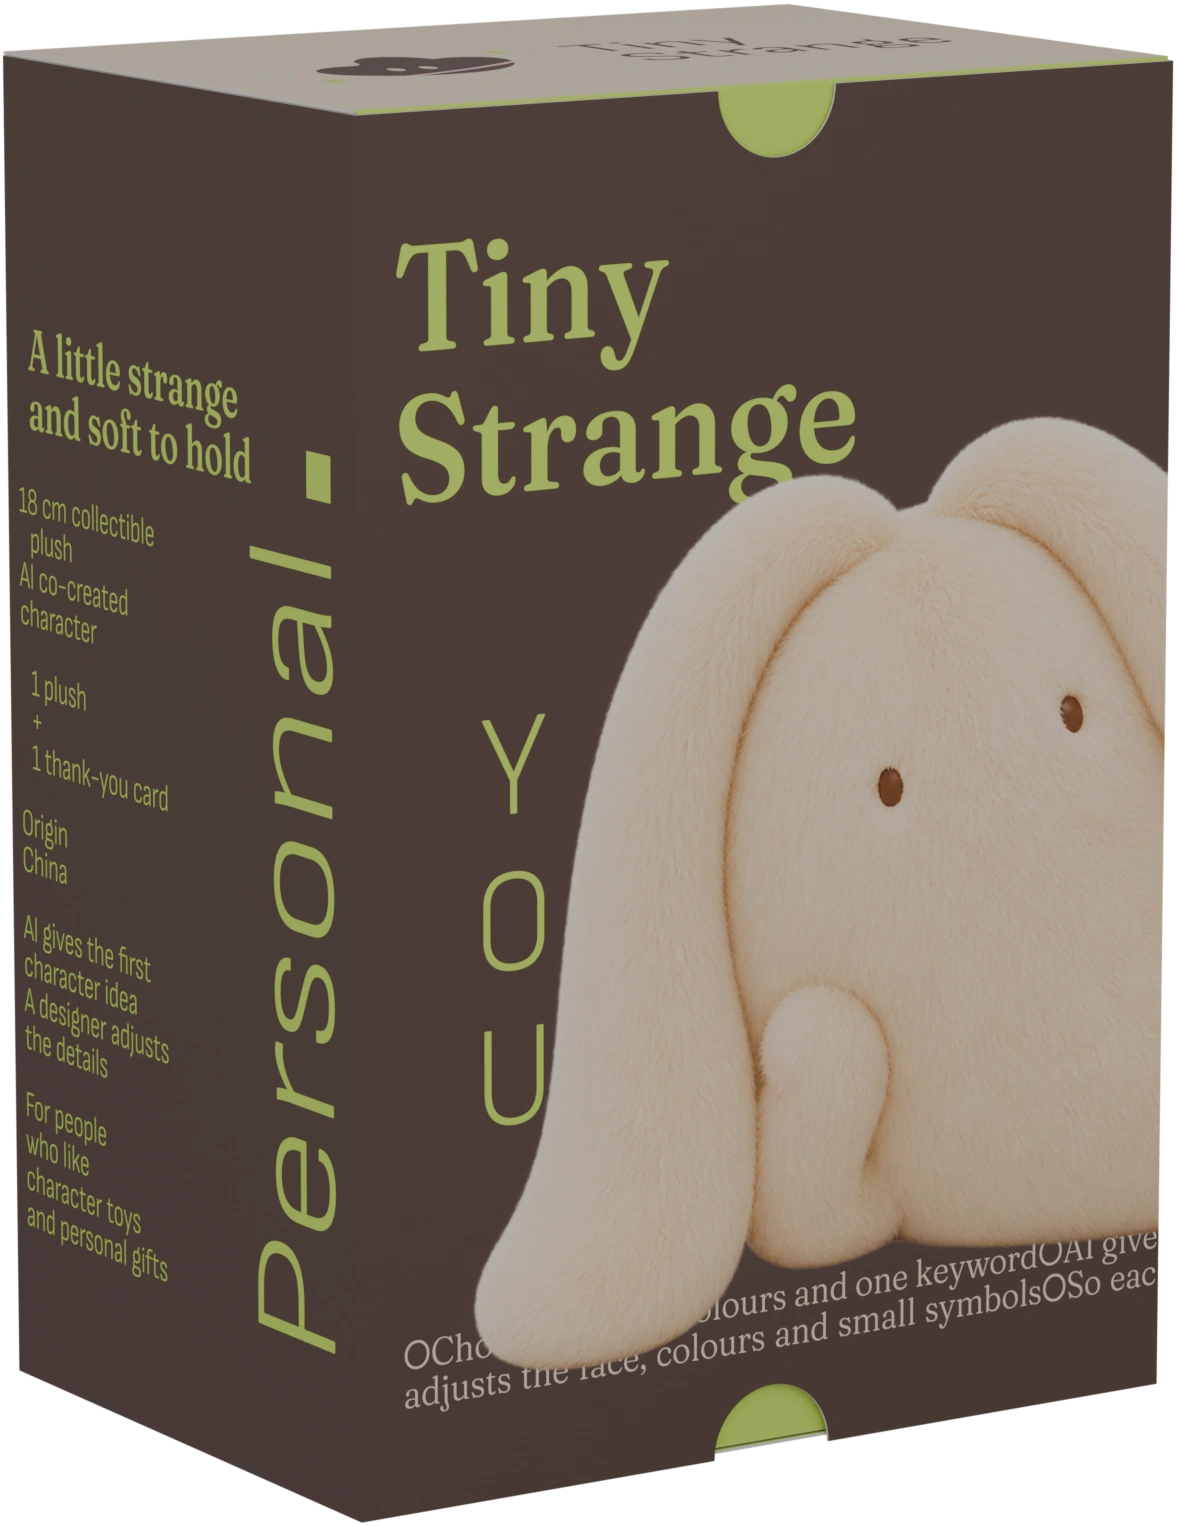 Tiny
Strange
A little strange
and soft to hold
18 cm collectible
plush
AI co-created
character
1 plush
+
1 thank-you card
Origin
China
AI gives the first
character idea
A designer adjusts
the details
For people
who like
character toys
and personal gifts
Personal
Tiny
Strange
YOU
OCho olours and one keywordOAI give
adjusts the face, colours and small symbolsOSo eac